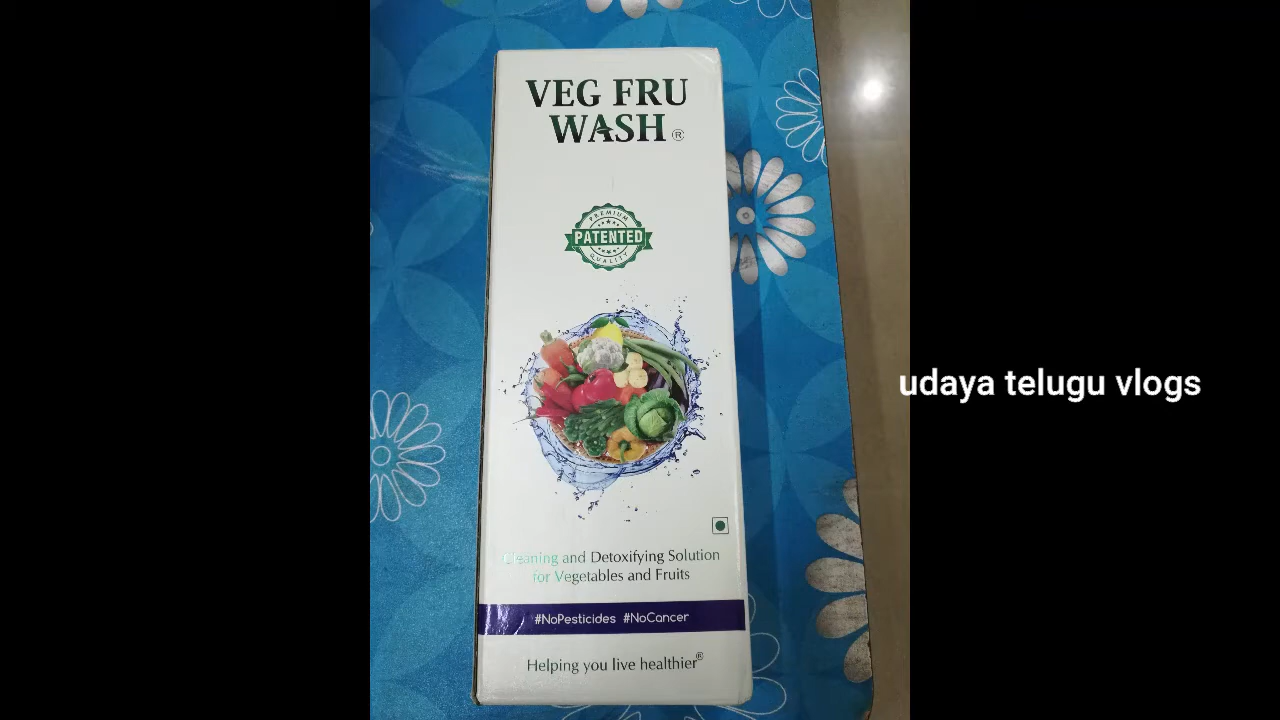 VEG FRU
WASH ®
PREMIUM
PATENTED
QUALITY
udaya telugu vlogs
Cleaning and Detoxifying Solution
for Vegetables and Fruits
#NoPesticides #NoCancer
Helping you live healthier®